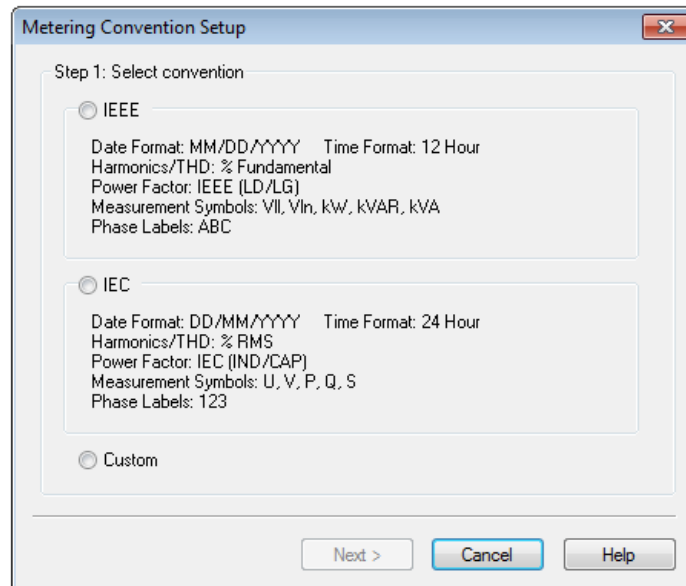 Metering Convention Setup
Step 1: Select convention
IEEE
Date Format: MM/DD/YYYY Time Format: 12 Hour
Harmonics/THD: % Fundamental
Power Factor: IEEE (LD/LG)
Measurement Symbols: Vll, Vln, kW, kVAR, kVA
Phase Labels: ABC
IEC
Date Format: DD/MM/YYYY Time Format: 24 Hour
Harmonics/THD: % RMS
Power Factor: IEC (IND/CAP)
Measurement Symbols: U, V, P, Q, S
Phase Labels: 123
Custom
Next > Cancel Help